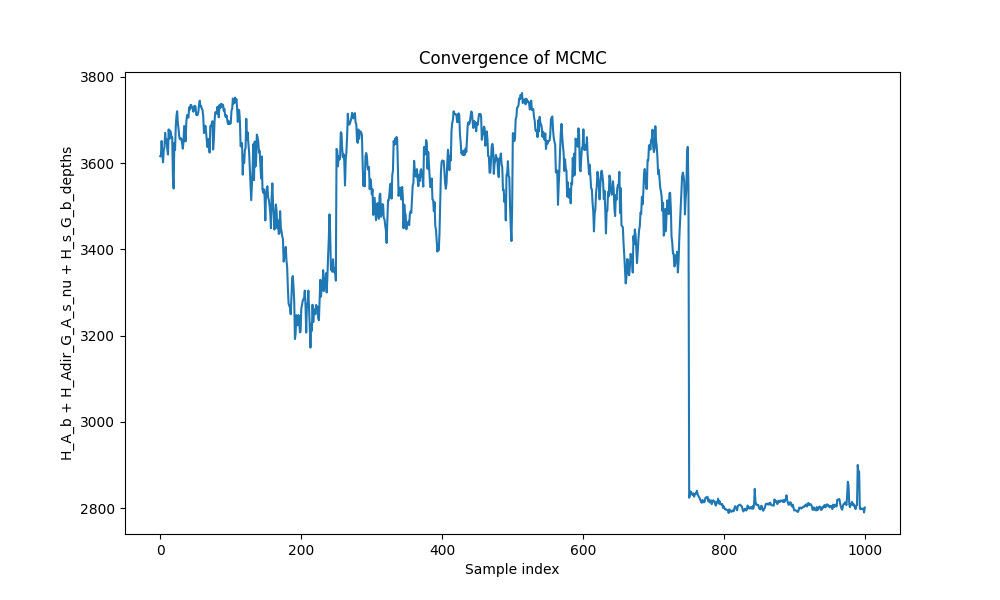 Convergence of MCMC
H_A_b + H_Adir_G_A_s_nu + H_s_G_b_depths
3800
3600
3400
3200
3000
2800
0 200 400 600 800 1000
Sample index